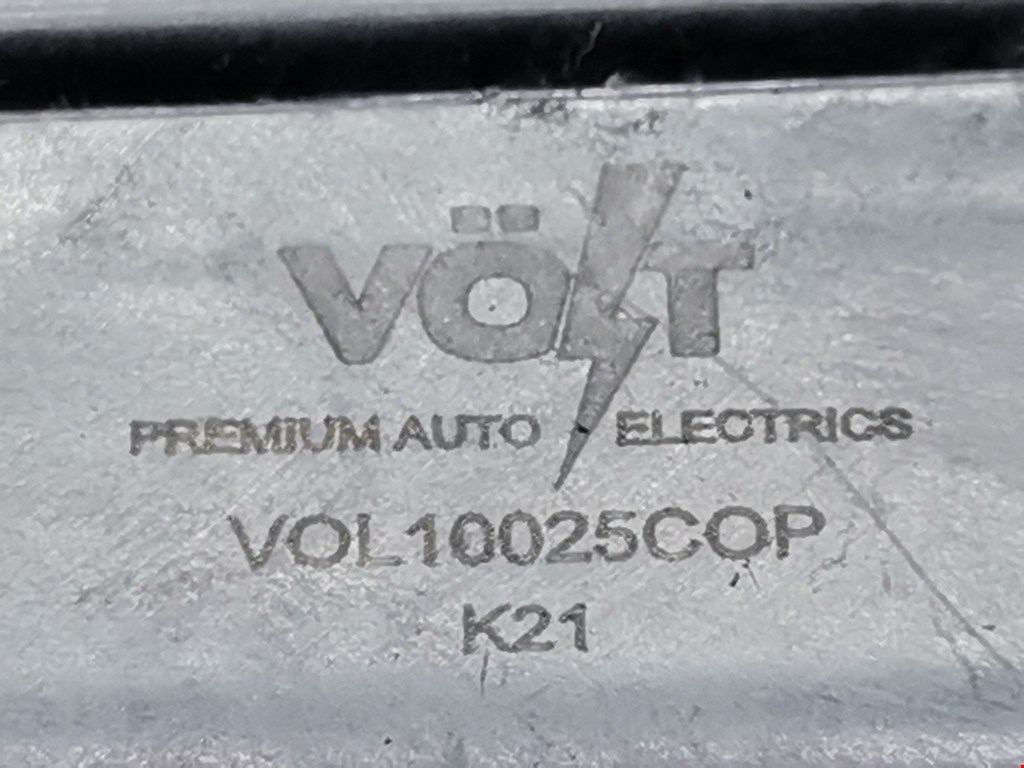 VÖLT
PREMIUM AUTO ELECTRICS
VOL10025COP
K21